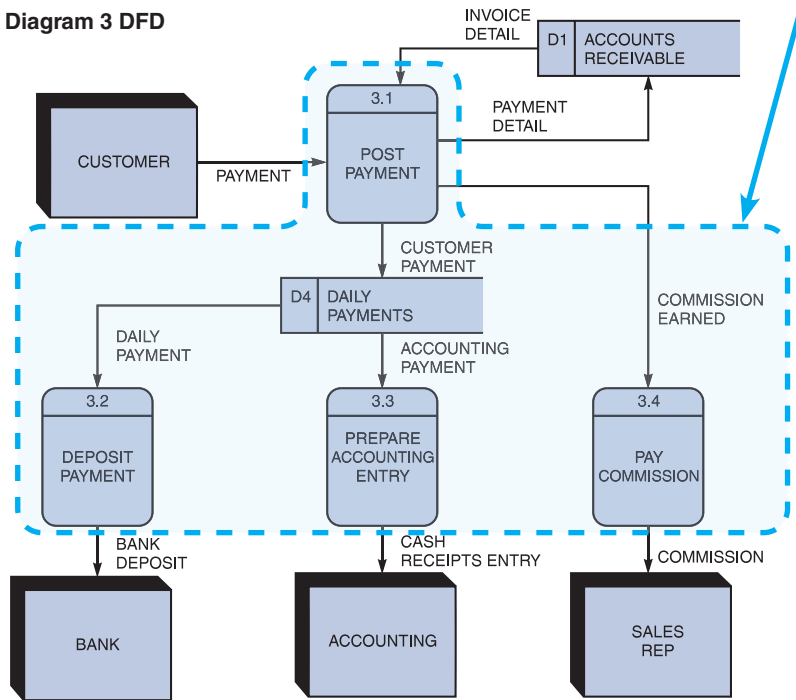 Diagram 3 DFD
INVOICE
DETAIL
D1
ACCOUNTS
RECEIVABLE
3.1
POST
PAYMENT
PAYMENT
DETAIL
CUSTOMER
PAYMENT
CUSTOMER
PAYMENT
D4
DAILY
PAYMENTS
COMMISSION
EARNED
DAILY
PAYMENT
ACCOUNTING
PAYMENT
3.2
DEPOSIT
PAYMENT
3.3
PREPARE
ACCOUNTING
ENTRY
3.4
PAY
COMMISSION
BANK
DEPOSIT
CASH
RECEIPTS ENTRY
COMMISSION
BANK
ACCOUNTING
SALES
REP